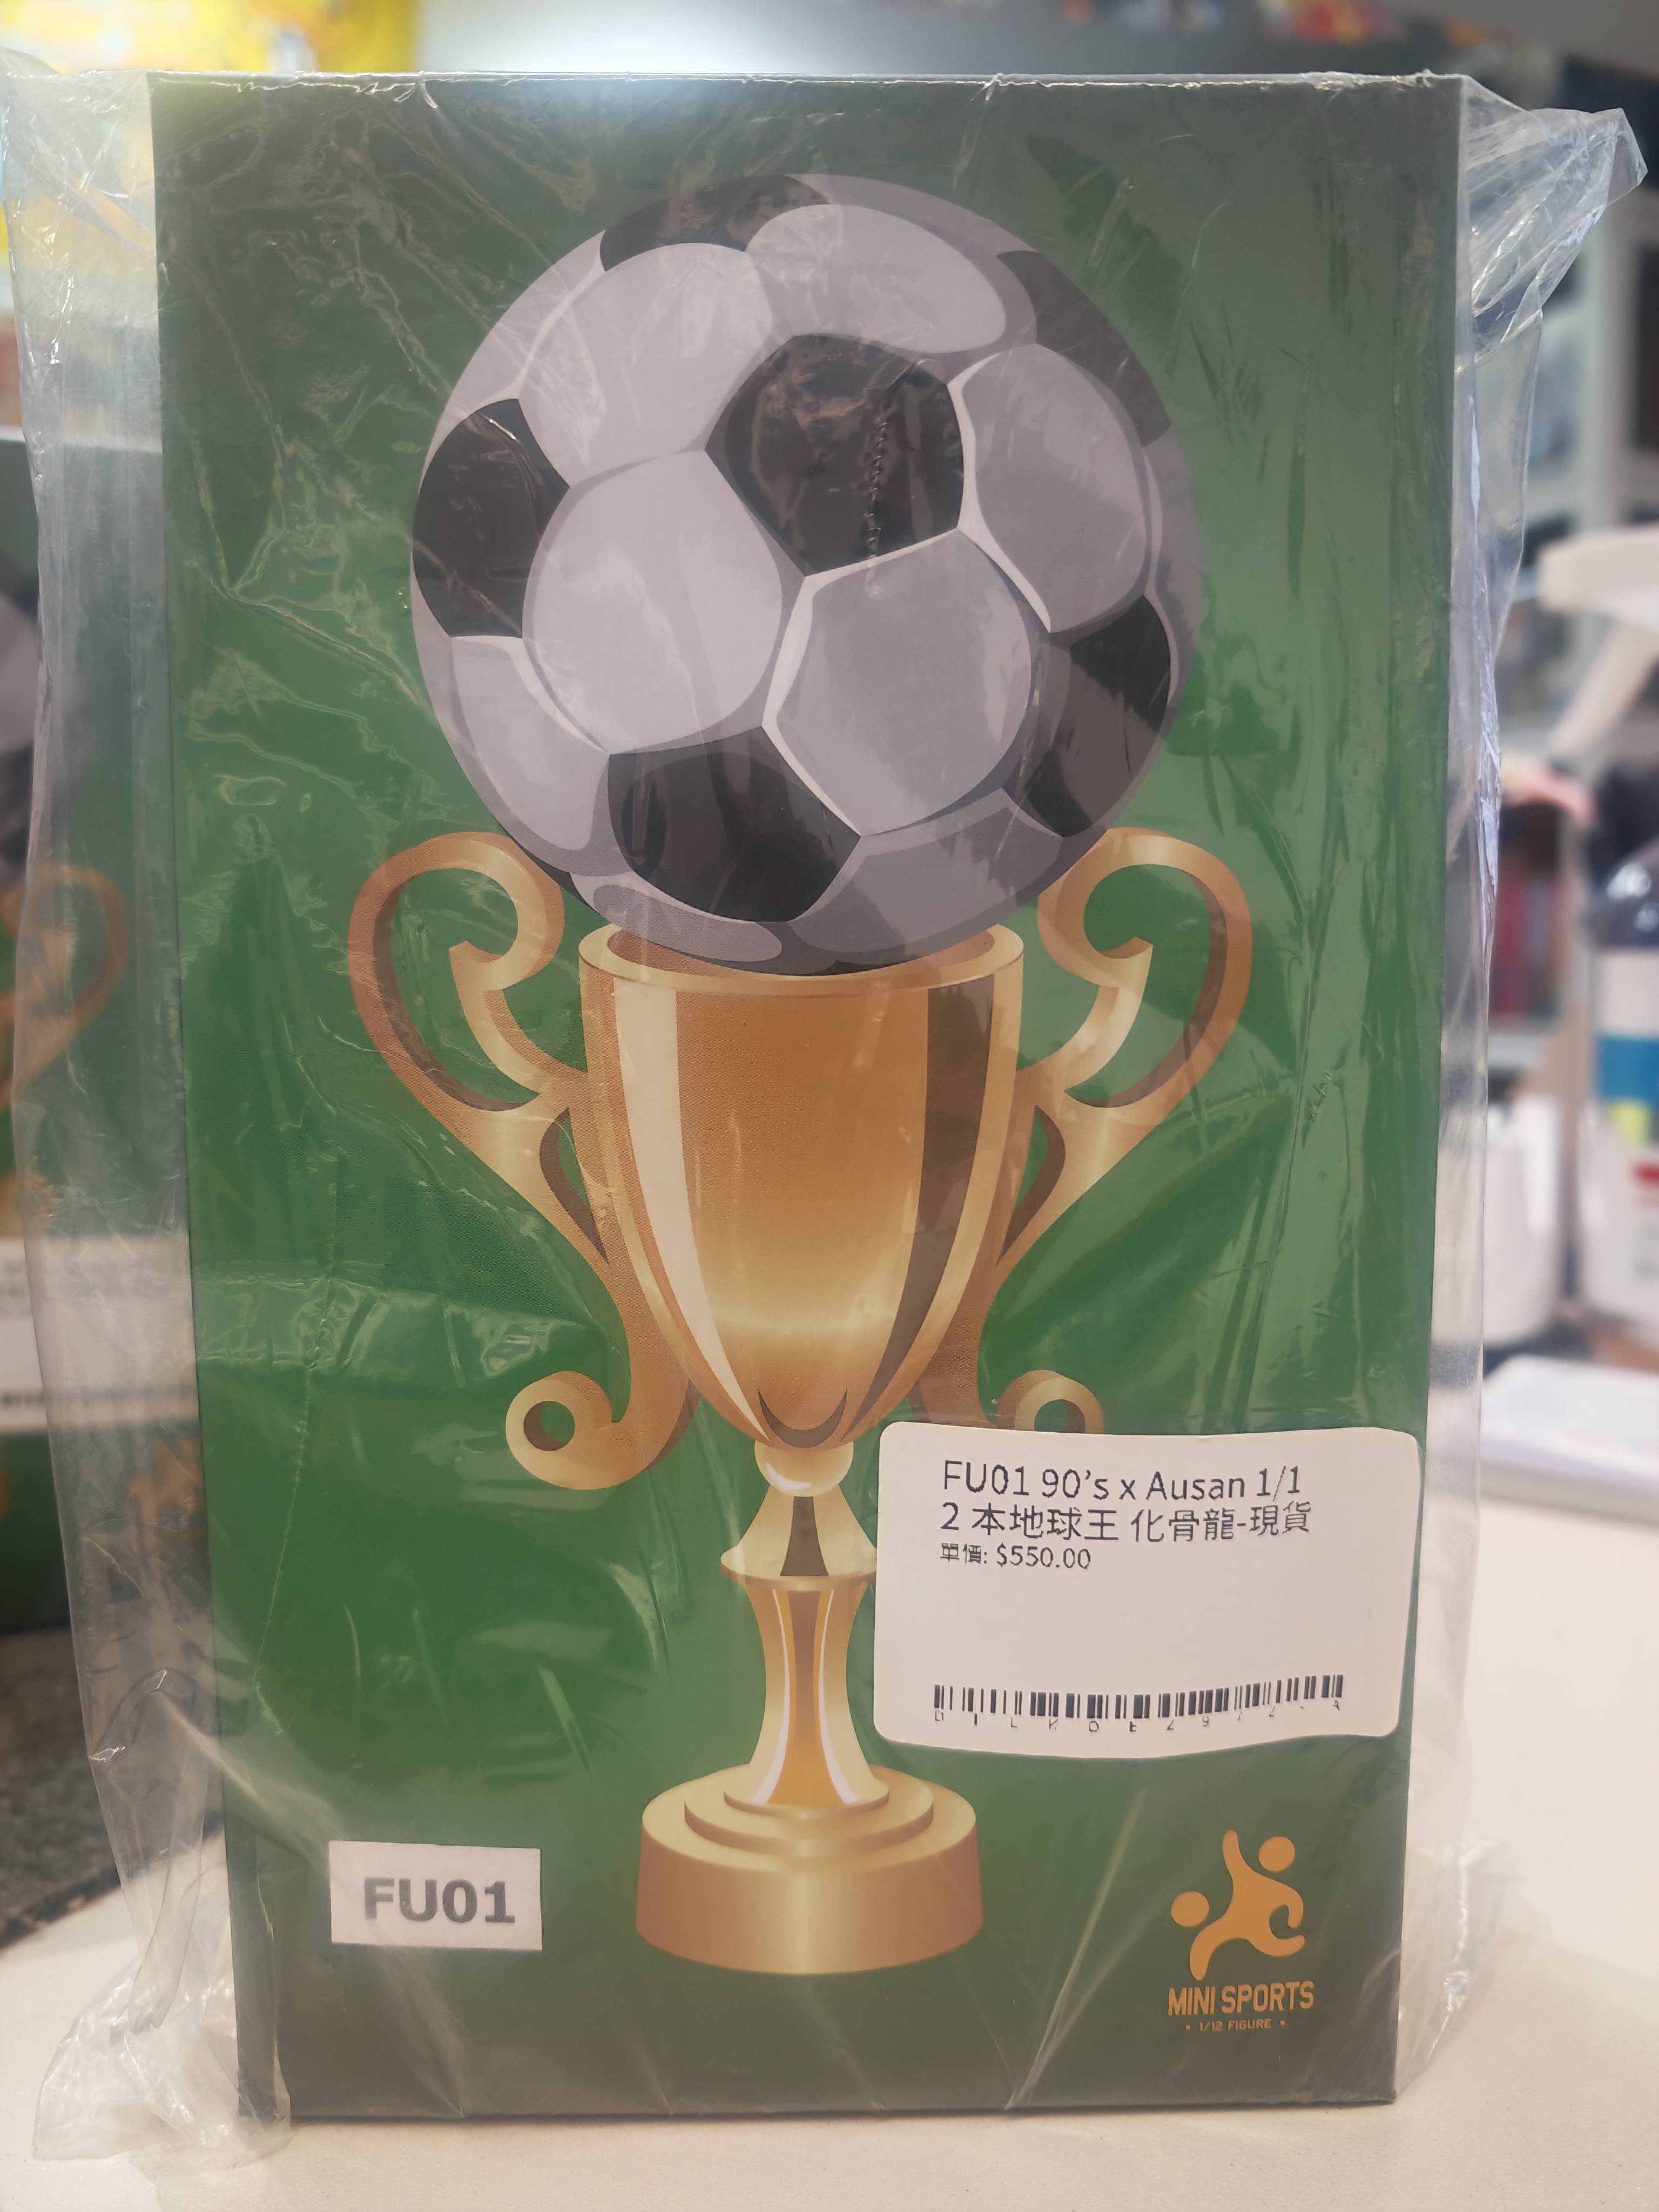 FU01 90's x Ausan 1/1
2 本地球王 化骨龍-現貨
單價: $550.00
FU01
MINI SPORTS
• 1/12 FIGURE •